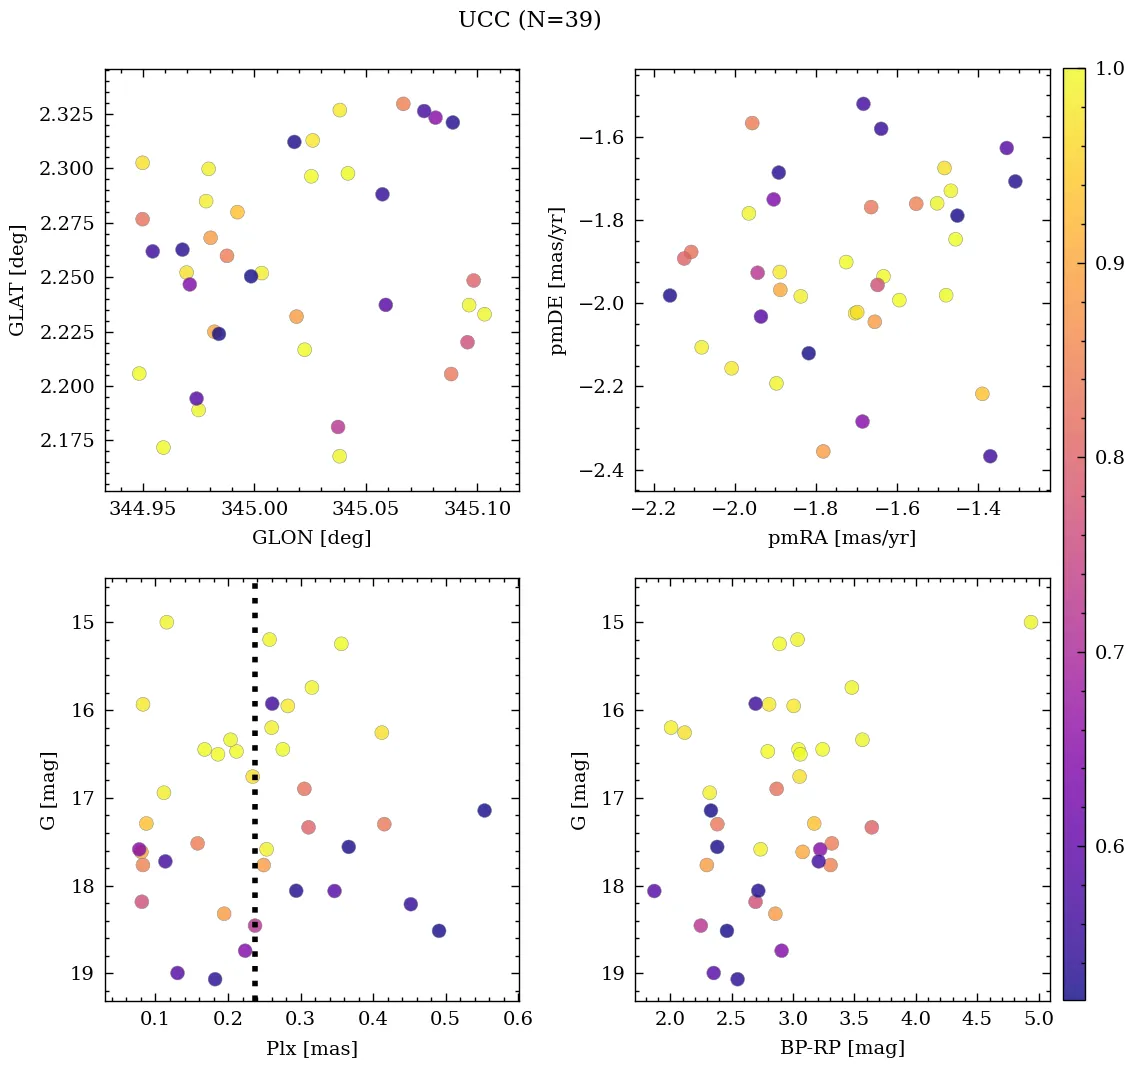 UCC (N=39)
2.325
2.300
2.275
2.250
2.225
2.200
2.175
GLAT [deg]
344.95 345.00 345.05 345.10
GLON [deg]
−1.6
−1.8
−2.0
−2.2
−2.4
pmDE [mas/yr]
−2.2 −2.0 −1.8 −1.6 −1.4
pmRA [mas/yr]
1.0
0.9
0.8
0.7
0.6
15
16
17
18
19
G [mag]
0.1 0.2 0.3 0.4 0.5 0.6
Plx [mas]
15
16
17
18
19
G [mag]
2.0 2.5 3.0 3.5 4.0 4.5 5.0
BP-RP [mag]